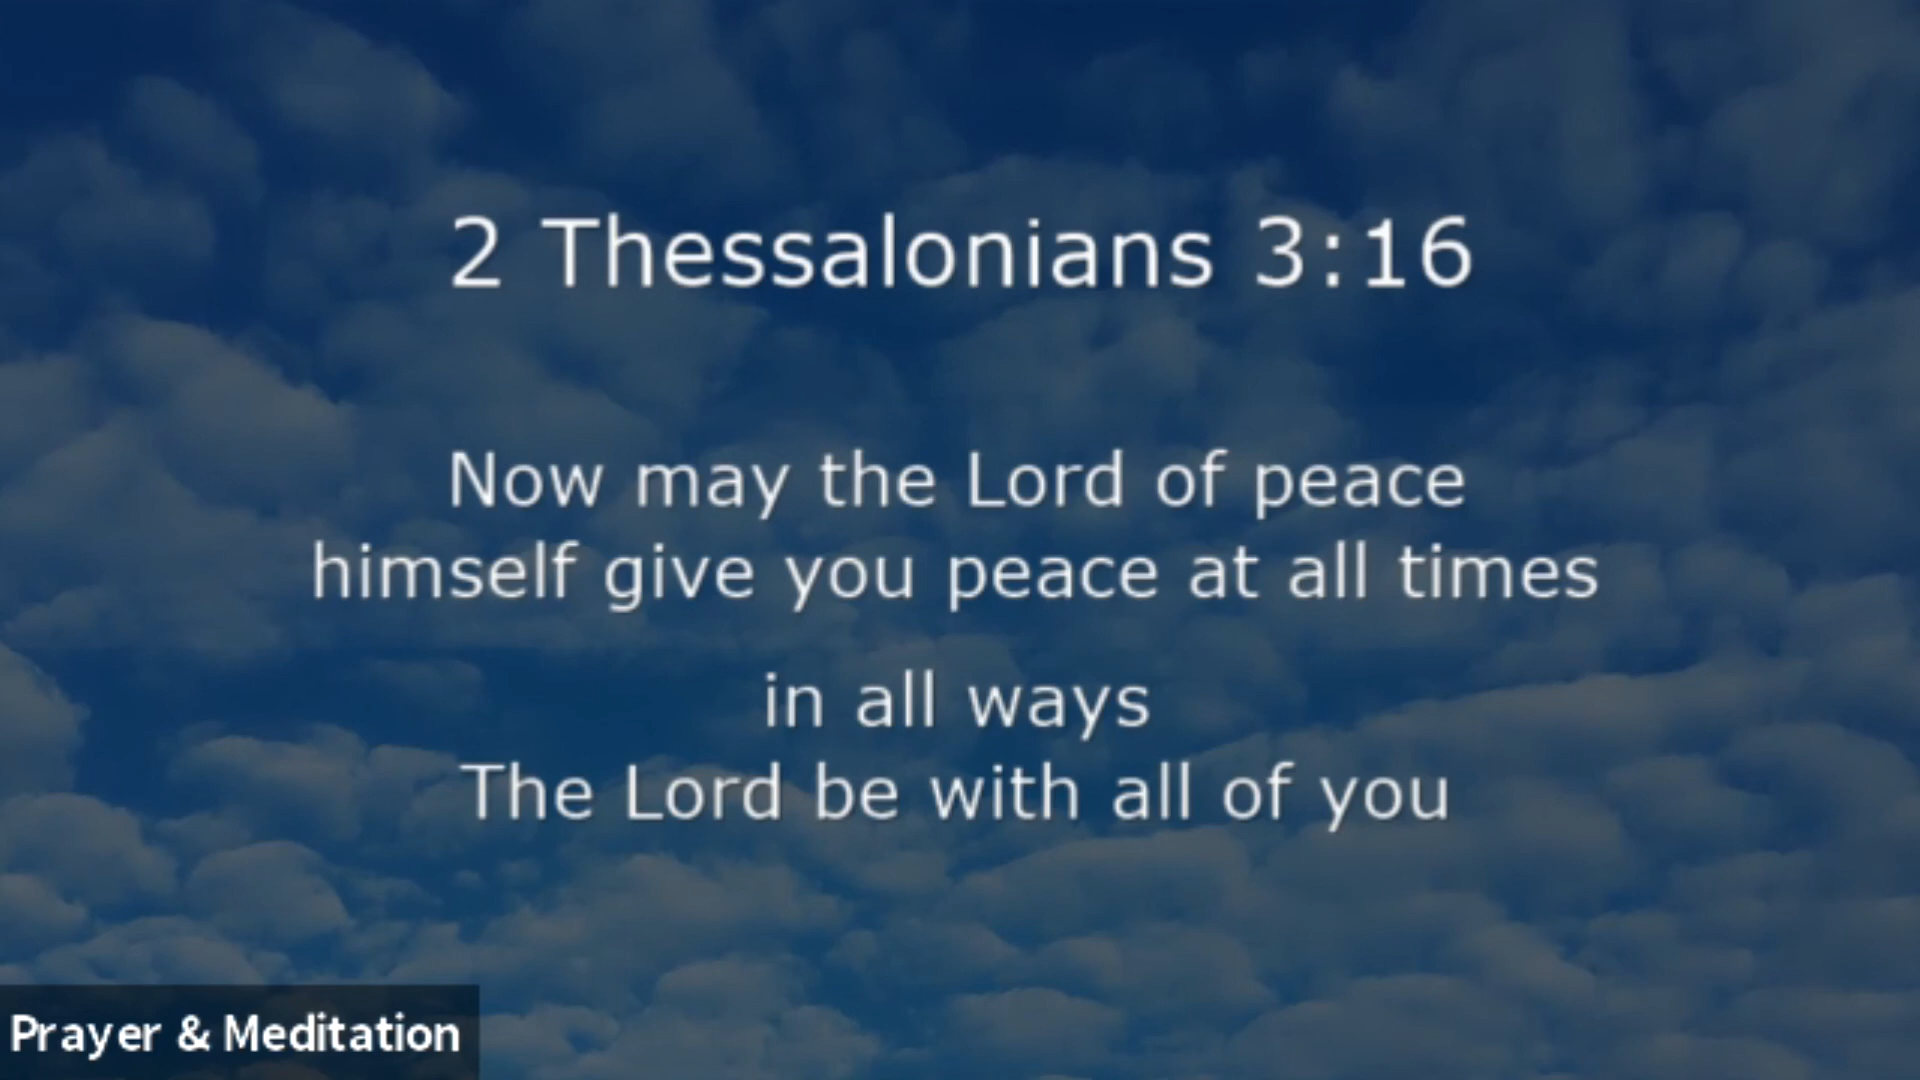 2 Thessalonians 3:16
Now may the Lord of peace
himself give you peace at all times
in all ways
The Lord be with all of you
Prayer & Meditation